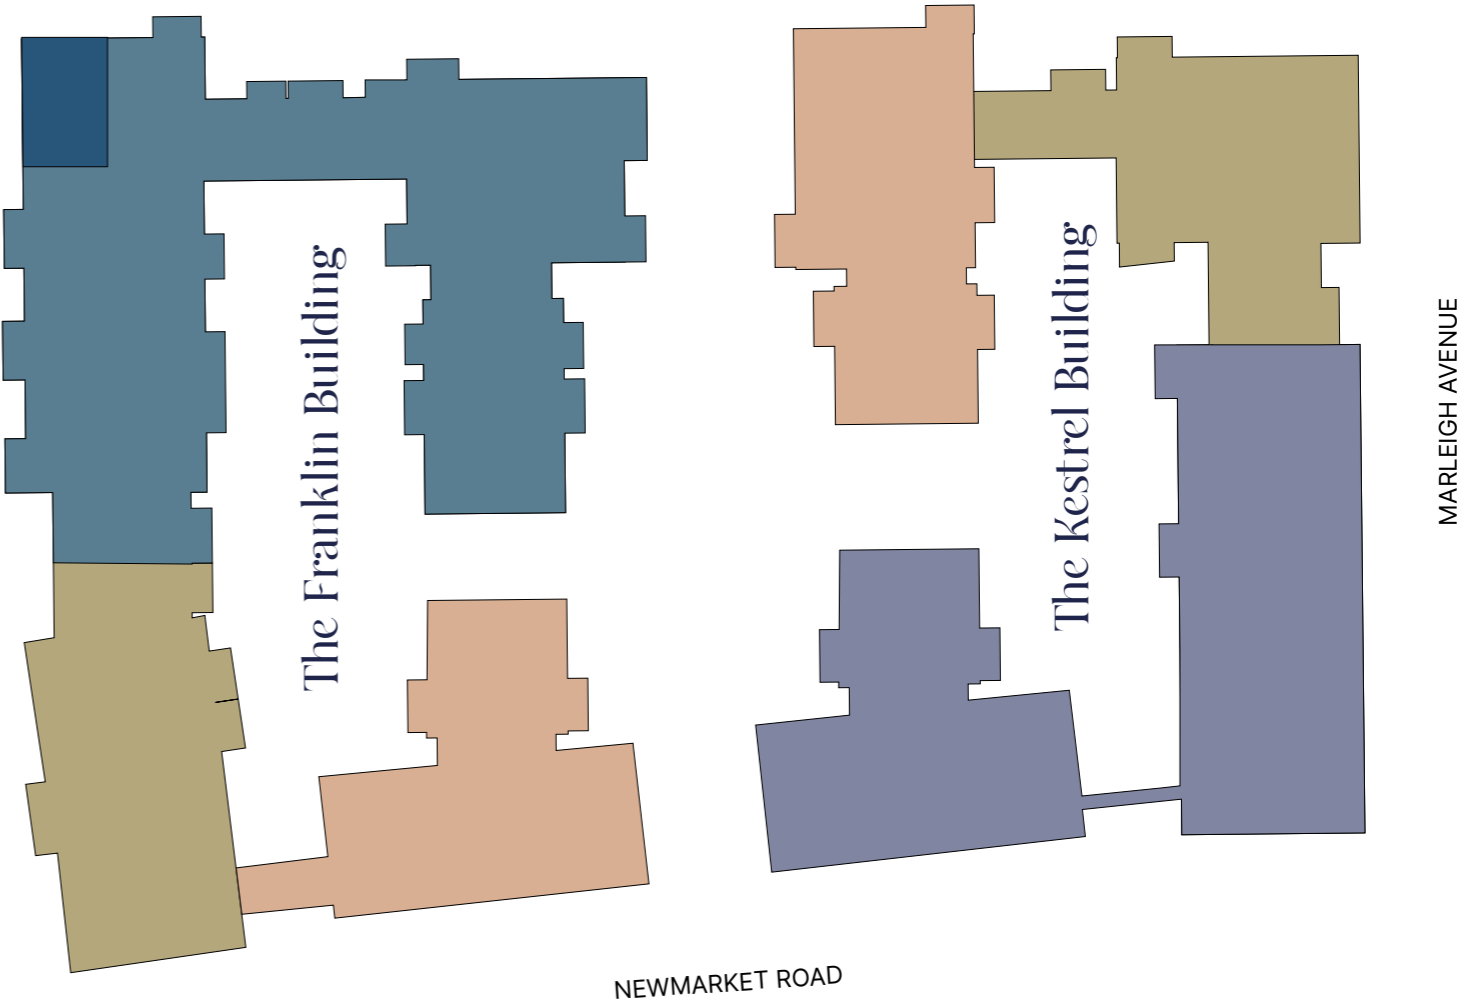 The Franklin Building
The Kestrel Building
MARLEIGH AVENUE
NEWMARKET ROAD